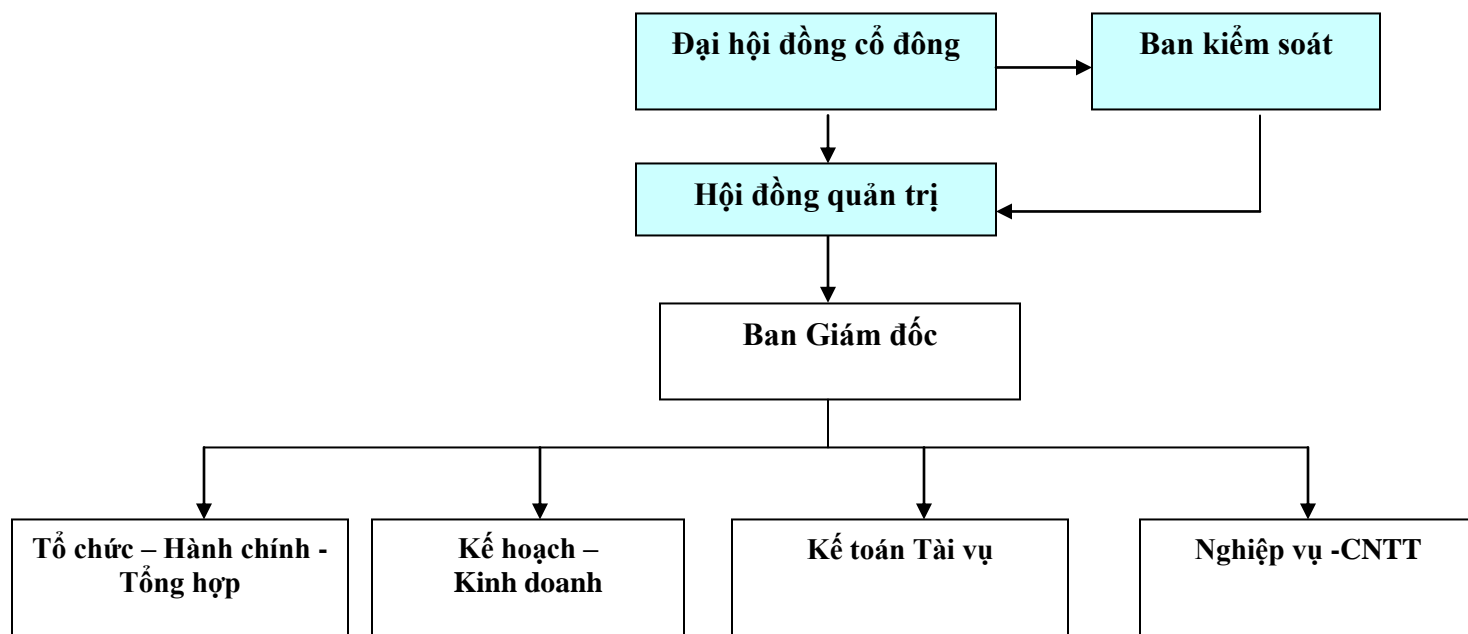 Đại hội đồng cổ đông
Ban kiểm soát
Hội đồng quản trị
Ban Giám đốc
Tổ chức – Hành chính -
Tổng hợp
Kế hoạch –
Kinh doanh
Kế toán Tài vụ
Nghiệp vụ -CNTT